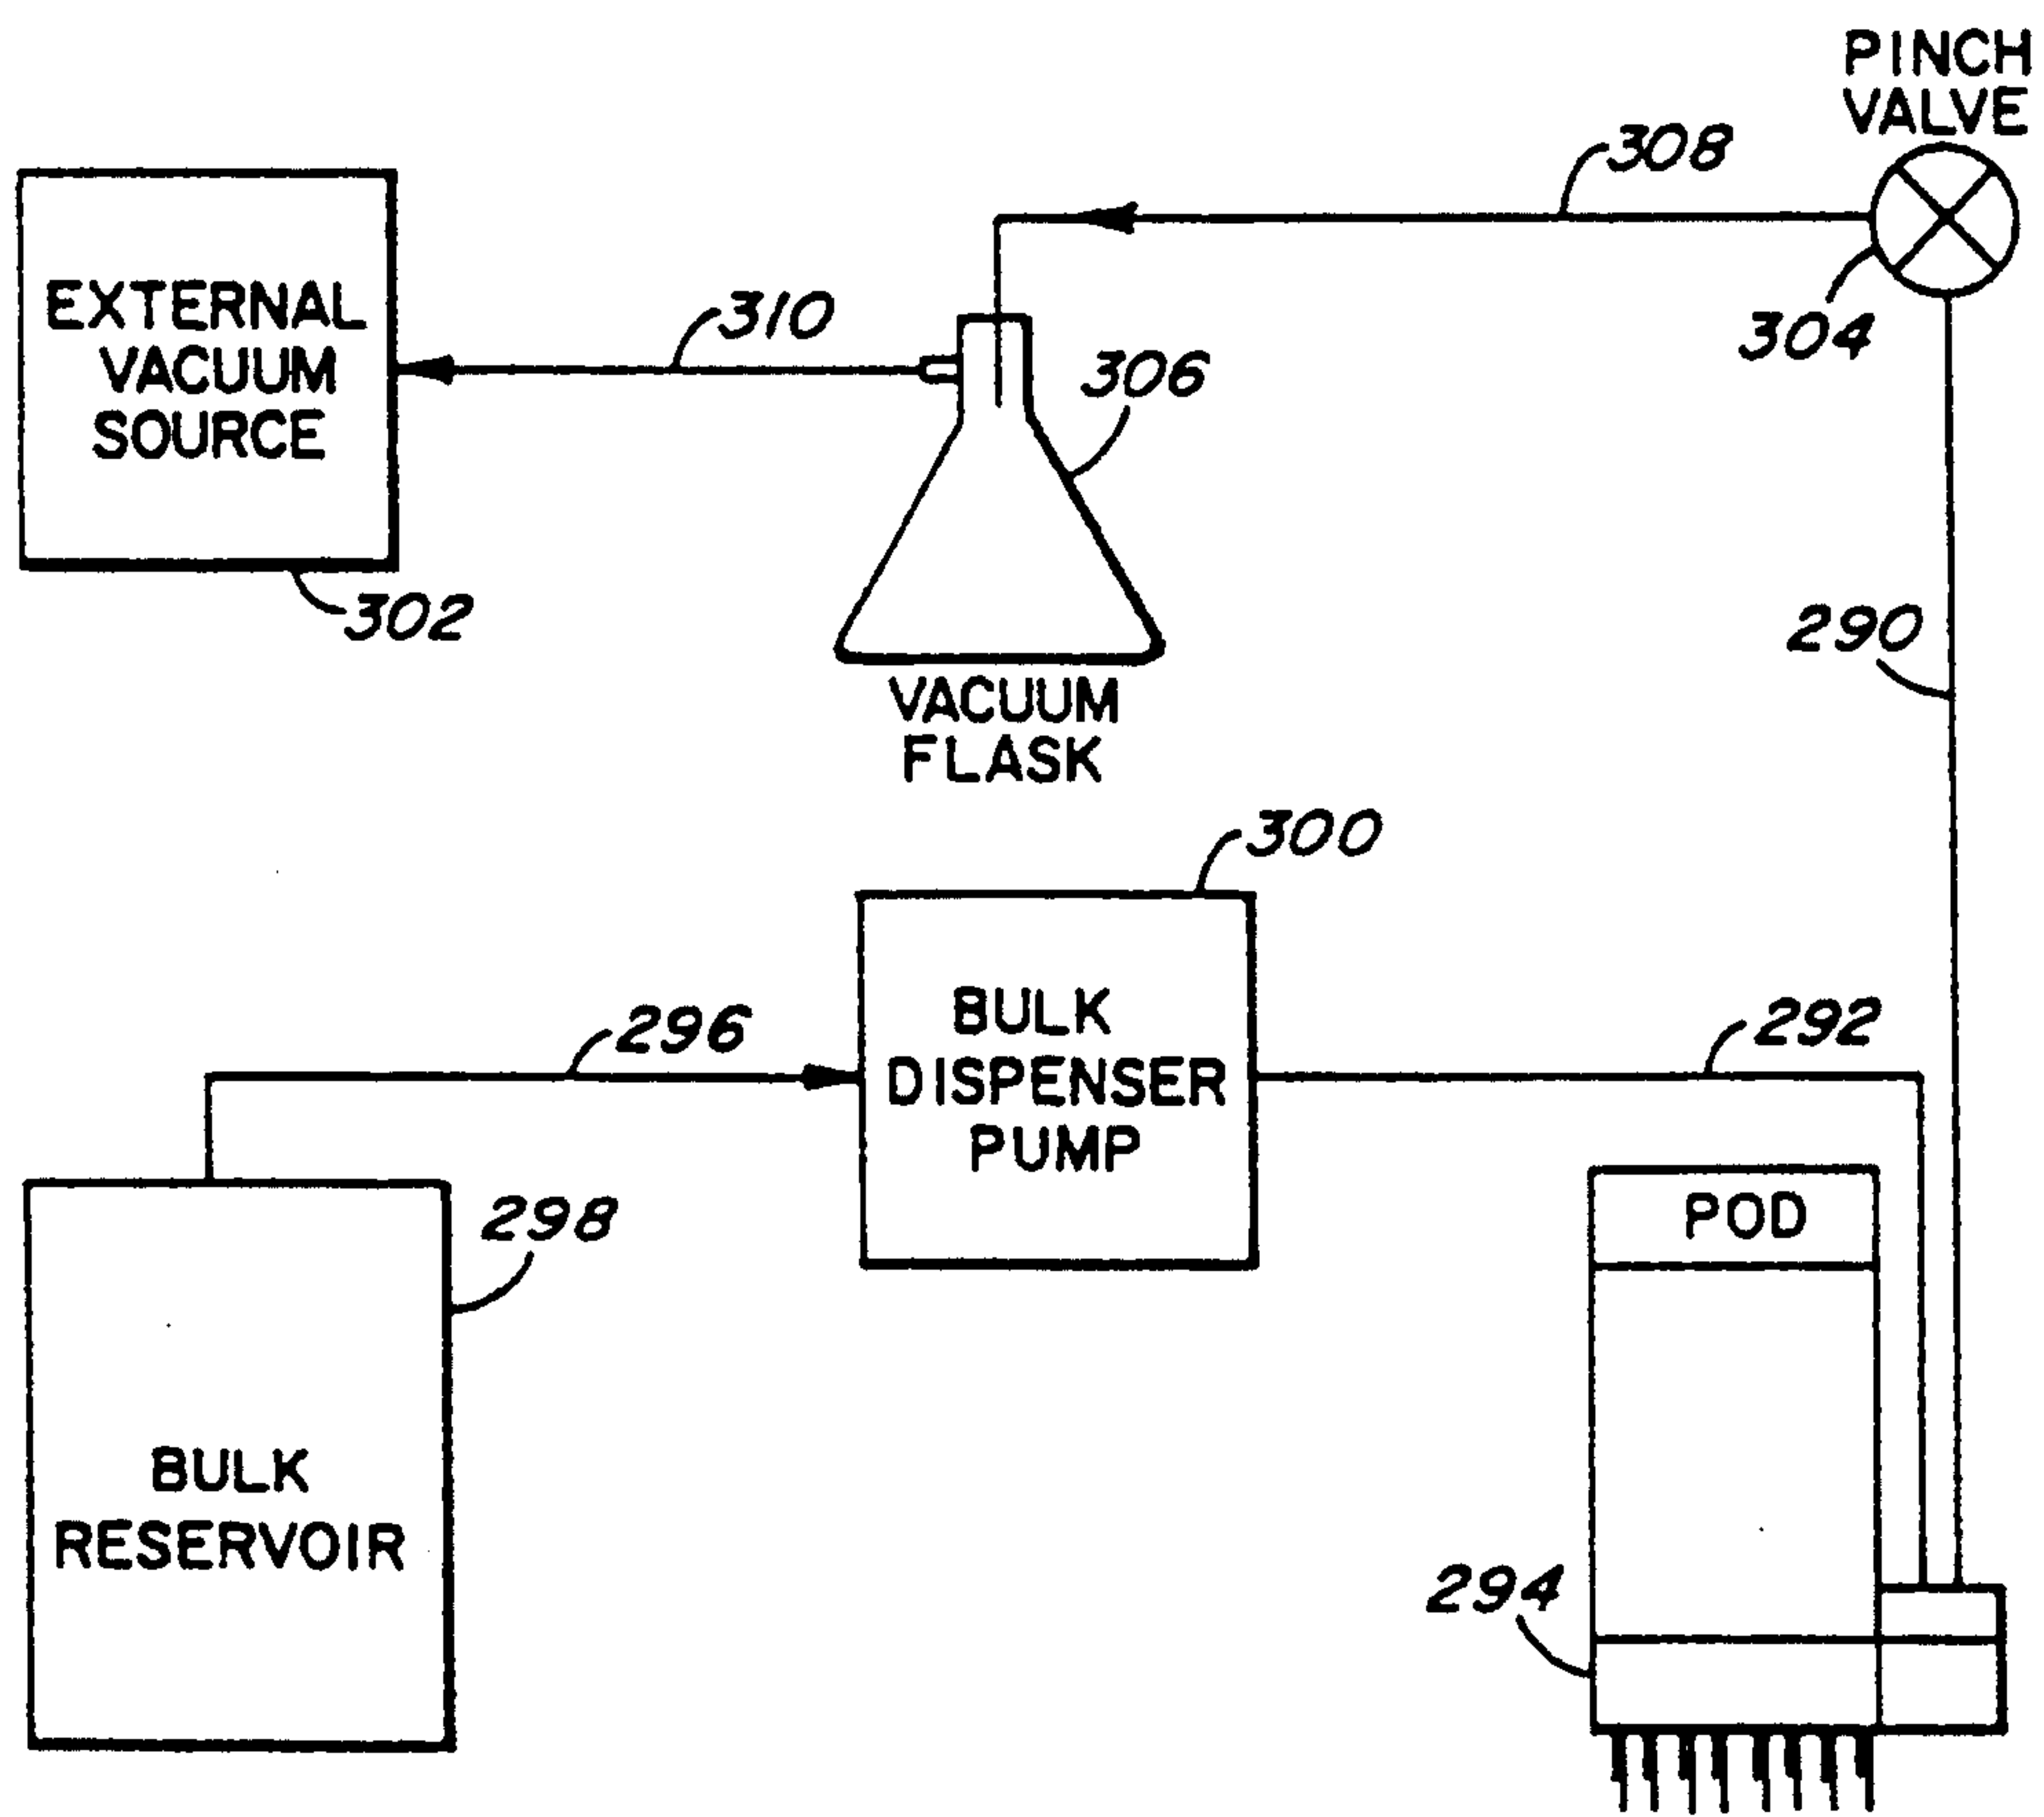 PINCH
VALVE
308
304
EXTERNAL
VACUUM
SOURCE
302
310
306
VACUUM
FLASK
290
300
BULK
DISPENSER
PUMP
296
292
298
BULK
RESERVOIR
POD
294